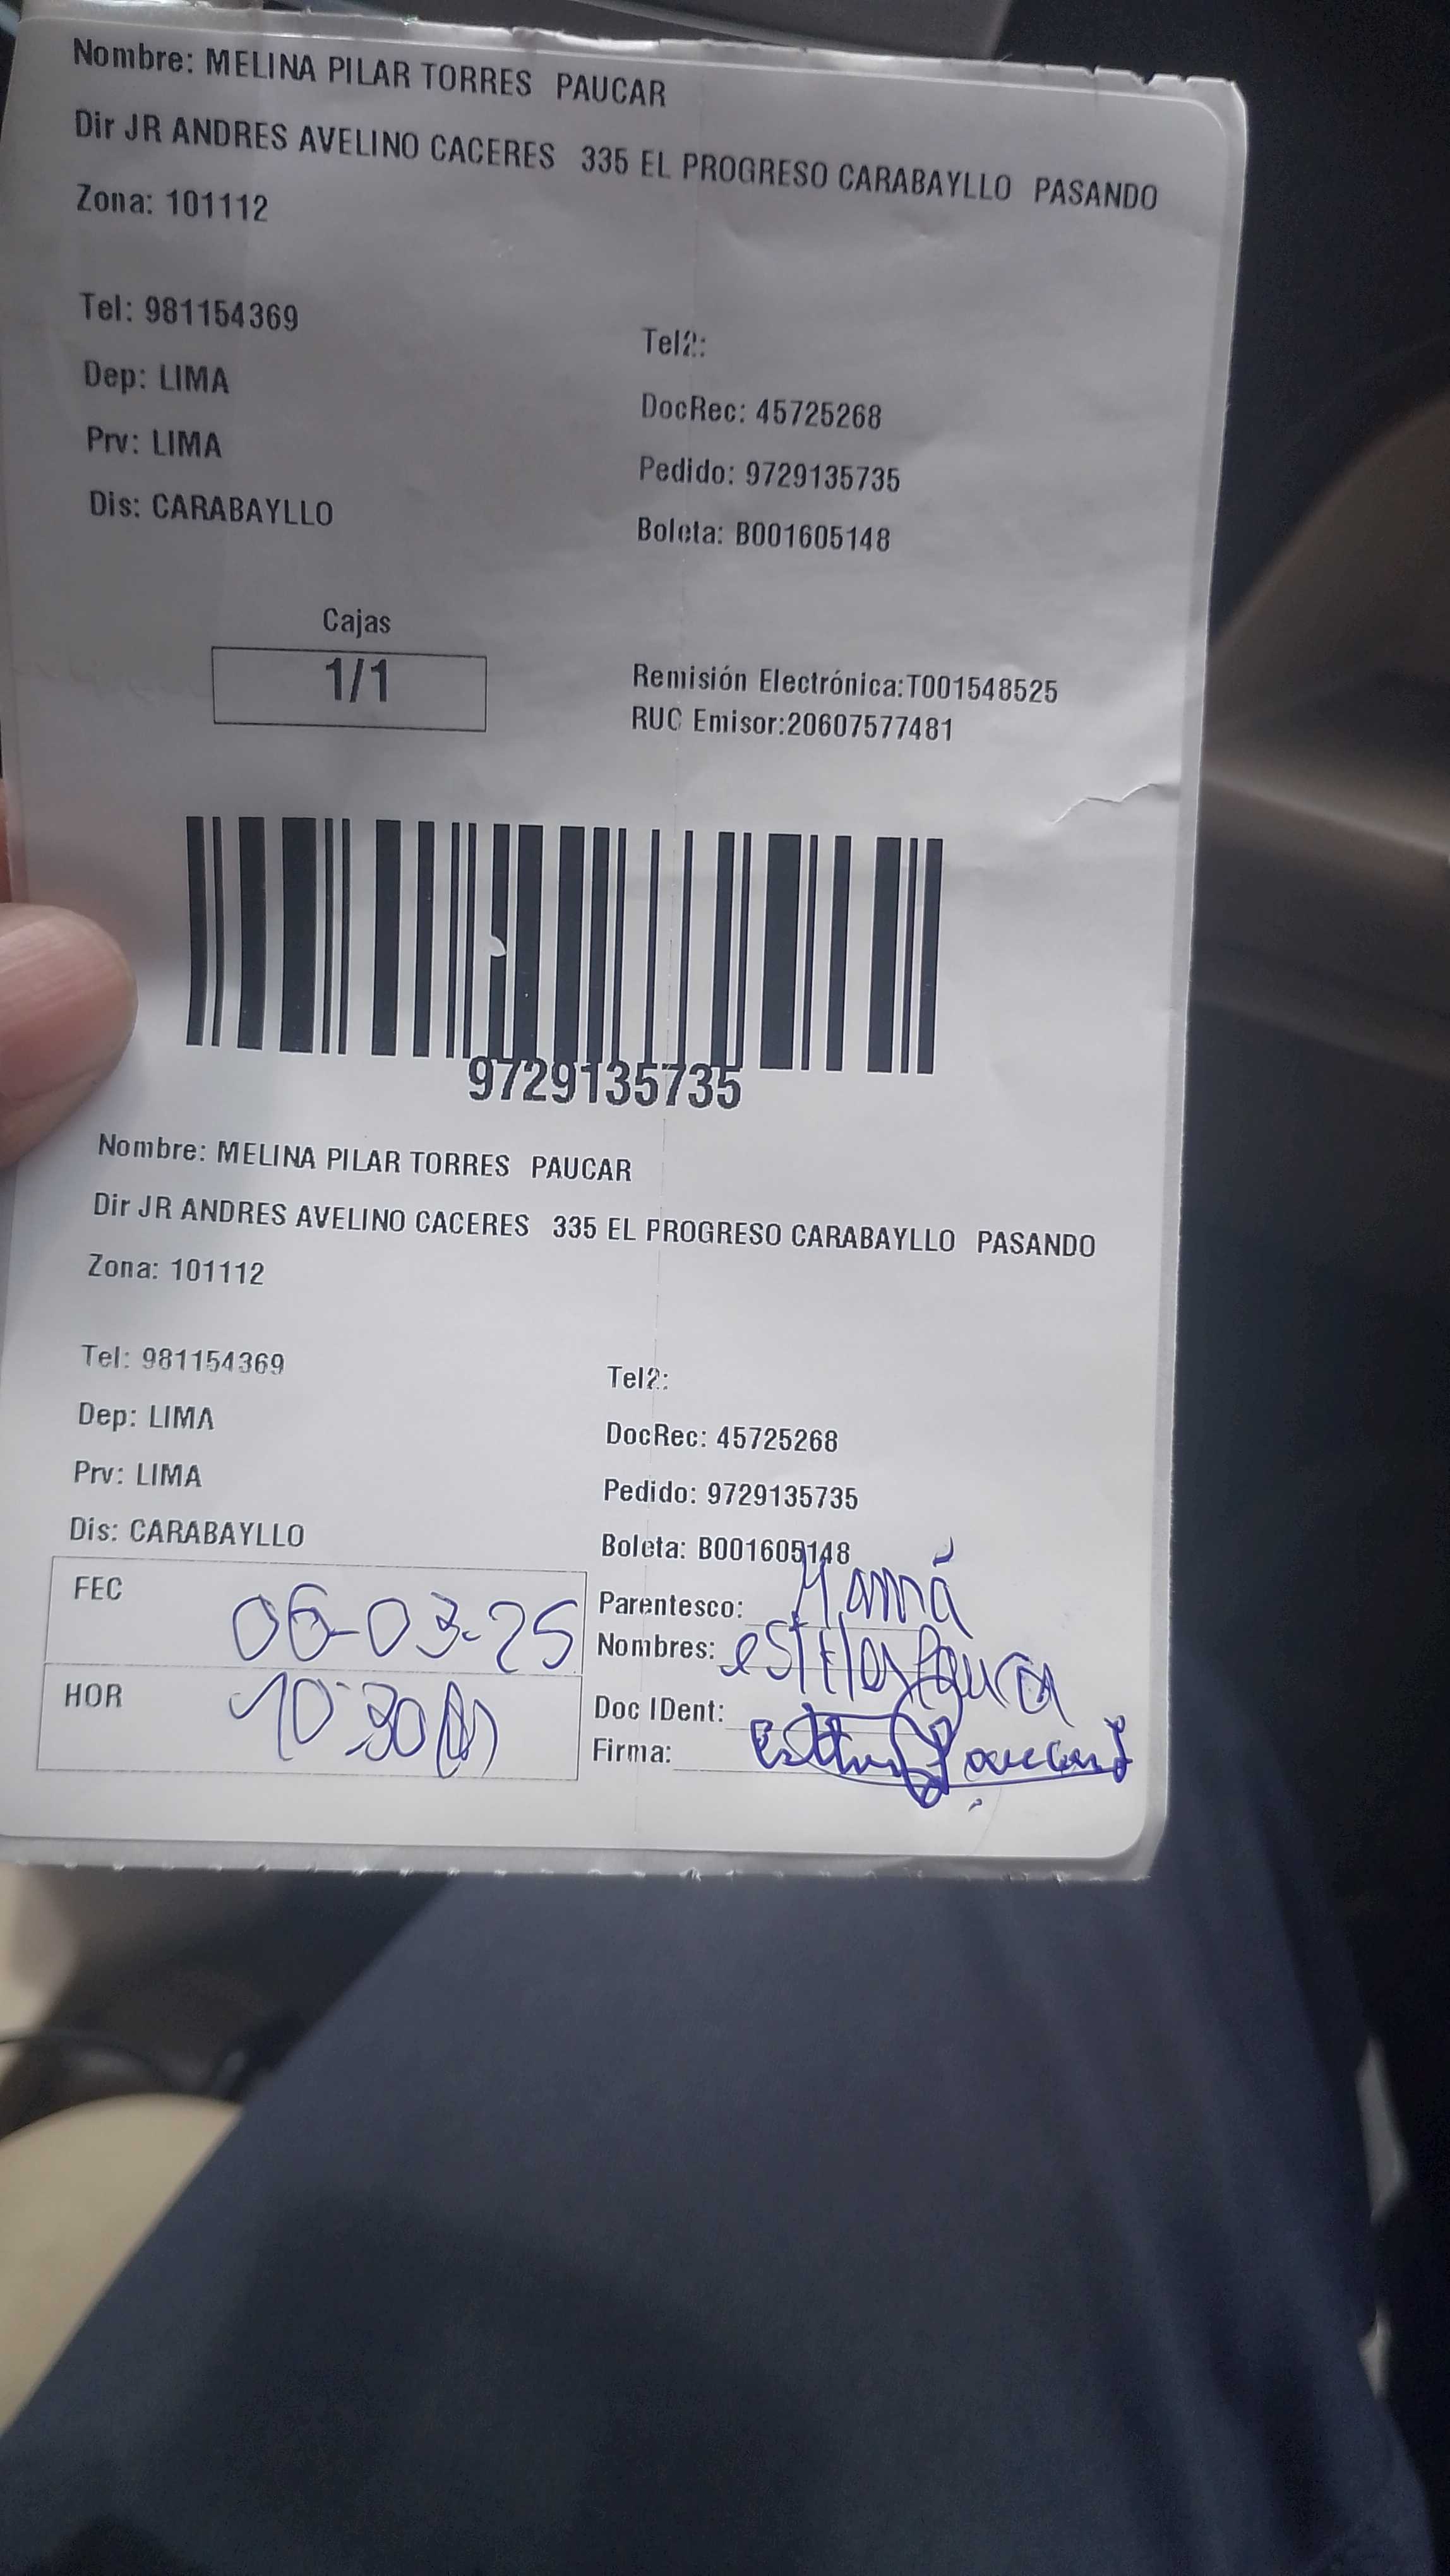 Nombre: MELINA PILAR TORRES PAUCAR
Dir JR ANDRES AVELINO CACERES 335 EL PROGRESO CARABAYLLO PASANDO
Zona: 101112
Tel: 981154369
Tel2:
Dep: LIMA
DocRec: 45725268
Prv: LIMA
Pedido: 9729135735
Dis: CARABAYLLO
Boleta: B001605148
Cajas
1/1
Remisión Electrónica:T001548525
RUC Emisor:20607577481
9729135735
Nombre: MELINA PILAR TORRES PAUCAR
Dir JR ANDRES AVELINO CACERES 335 EL PROGRESO CARABAYLLO PASANDO
Zona: 101112
Tel: 981154369
Tel2:
Dep: LIMA
DocRec: 45725268
Prv: LIMA
Pedido: 9729135735
Dis: CARABAYLLO
Boleta: B001605148
FEC 06-03-25
Parentesco: Mamá
Nombres:
HOR 10:30
Doc IDent:
Firma: